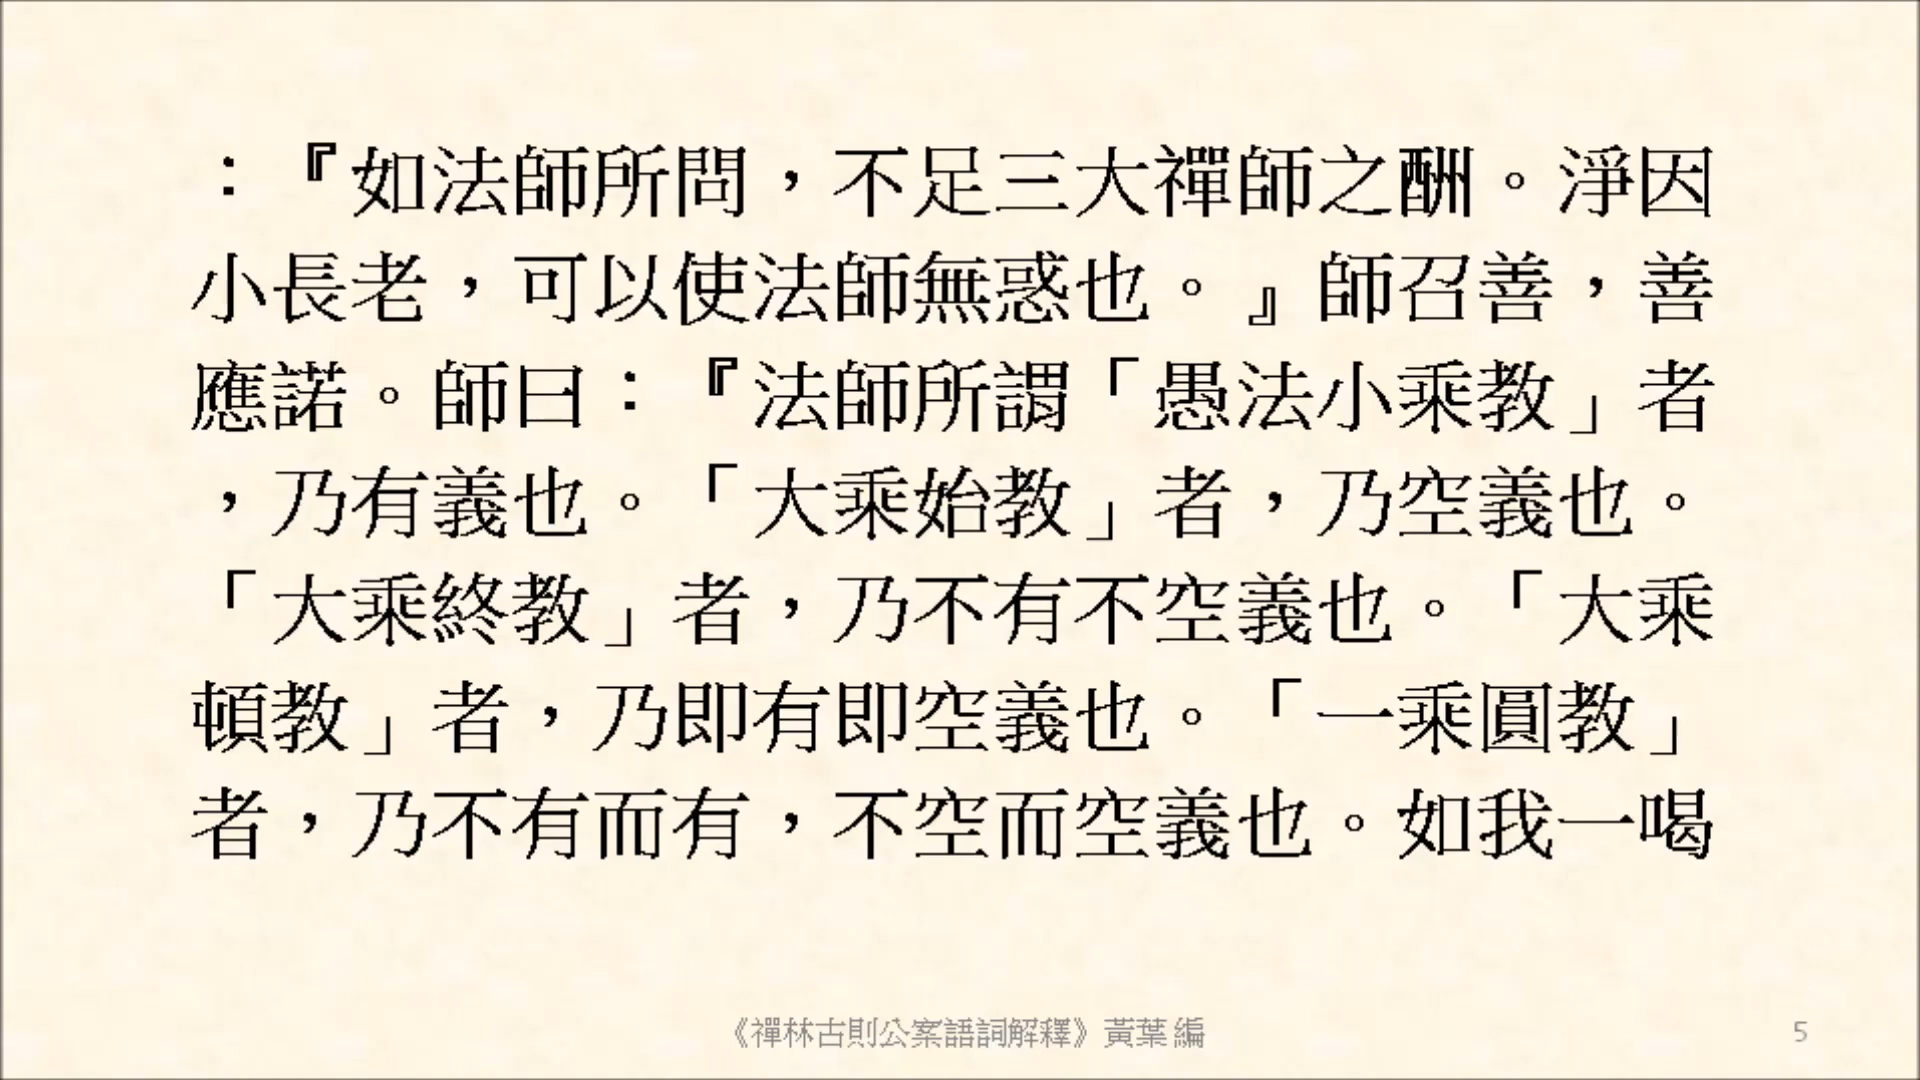 ：『如法師所問，不足三大禪師之酬。淨因
小長老，可以使法師無惑也。』師召善，善
應諾。師曰：『法師所謂「愚法小乘教」者
，乃有義也。「大乘始教」者，乃空義也。
「大乘終教」者，乃不有不空義也。「大乘
頓教」者，乃即有即空義也。「一乘圓教」
者，乃不有而有，不空而空義也。如我一喝
《禪林古則公案語詞解釋》黃葉 編
5